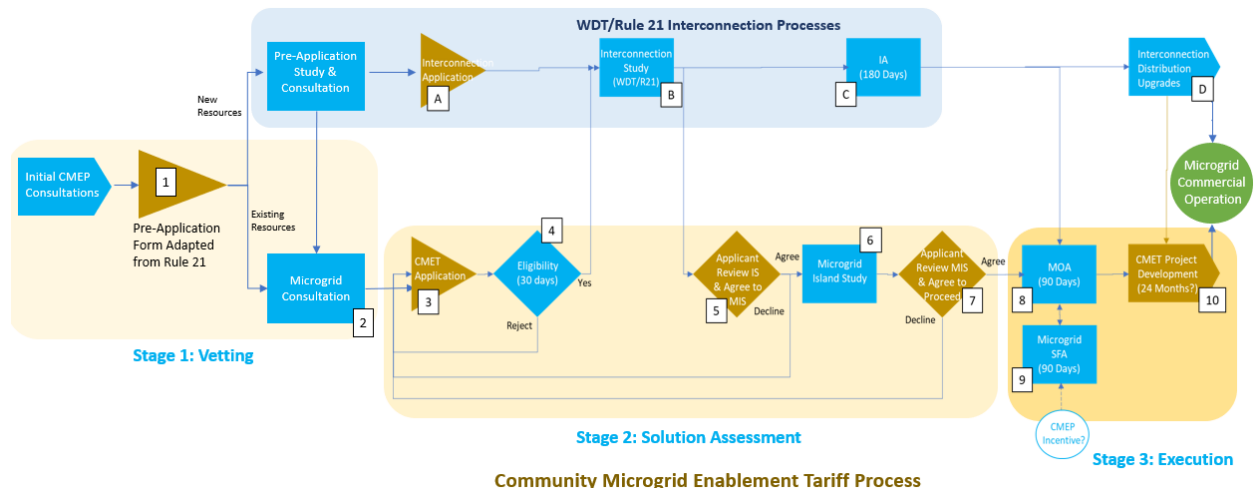 WDT/Rule 21 Interconnection Processes
Pre-Application
Study &
Consultation
Interconnection
Application
A
Interconnection
Study
(WDT/R21)
B
IA
(180 Days)
C
Interconnection
Distribution
Upgrades
D
New
Resources
Initial CMEP
Consultations
1
Pre-Application
Form Adapted
from Rule 21
Existing
Resources
Microgrid
Consultation
2
Stage 1: Vetting
CMET
Application
3
4
Eligibility
(30 days)
Yes
Reject
Applicant
Review IS
& Agree to
MIS
5
Agree
Decline
6
Microgrid
Island Study
Applicant
Review MIS
& Agree to
Proceed
7
Agree
Decline
Stage 2: Solution Assessment
MOA
(90 Days)
8
Microgrid
SFA
(90 Days)
9
CMEP
Incentive?
CMET Project
Development
(24 Months?)
10
Microgrid
Commercial
Operation
Stage 3: Execution
Community Microgrid Enablement Tariff Process